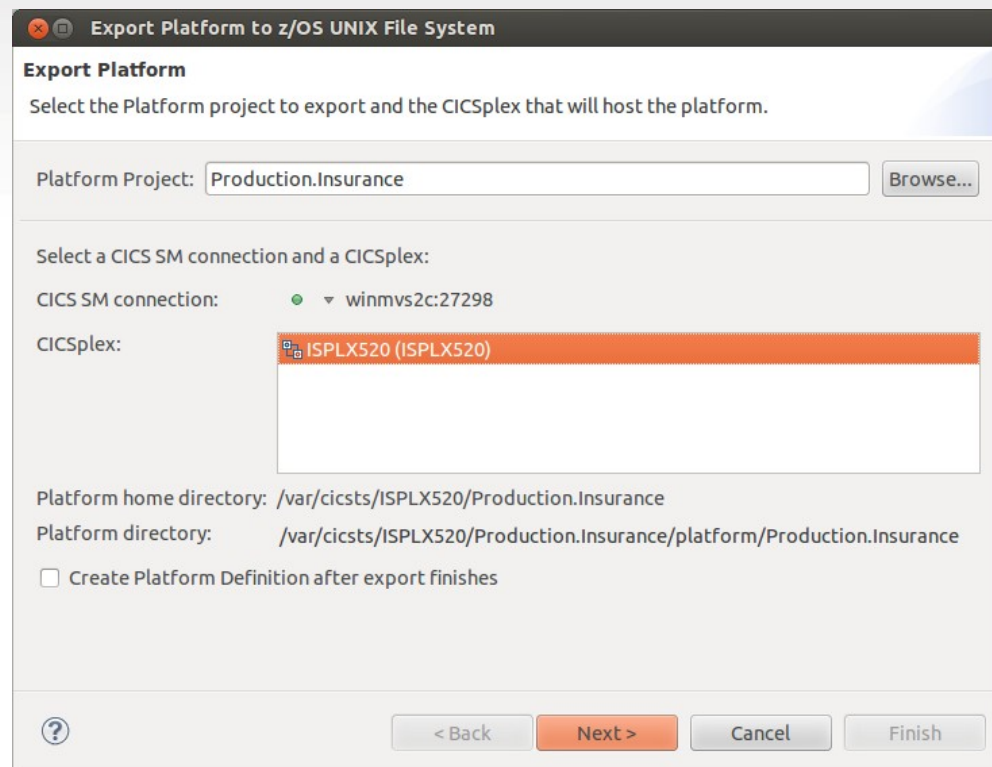 Export Platform to z/OS UNIX File System
Export Platform
Select the Platform project to export and the CICSplex that will host the platform.
Platform Project: Production.Insurance Browse...
Select a CICS SM connection and a CICSplex:
CICS SM connection: winmvs2c:27298
CICSplex: ISPLX520 (ISPLX520)
Platform home directory: /var/cicsts/ISPLX520/Production.Insurance
Platform directory: /var/cicsts/ISPLX520/Production.Insurance/platform/Production.Insurance
Create Platform Definition after export finishes
? < Back Next > Cancel Finish